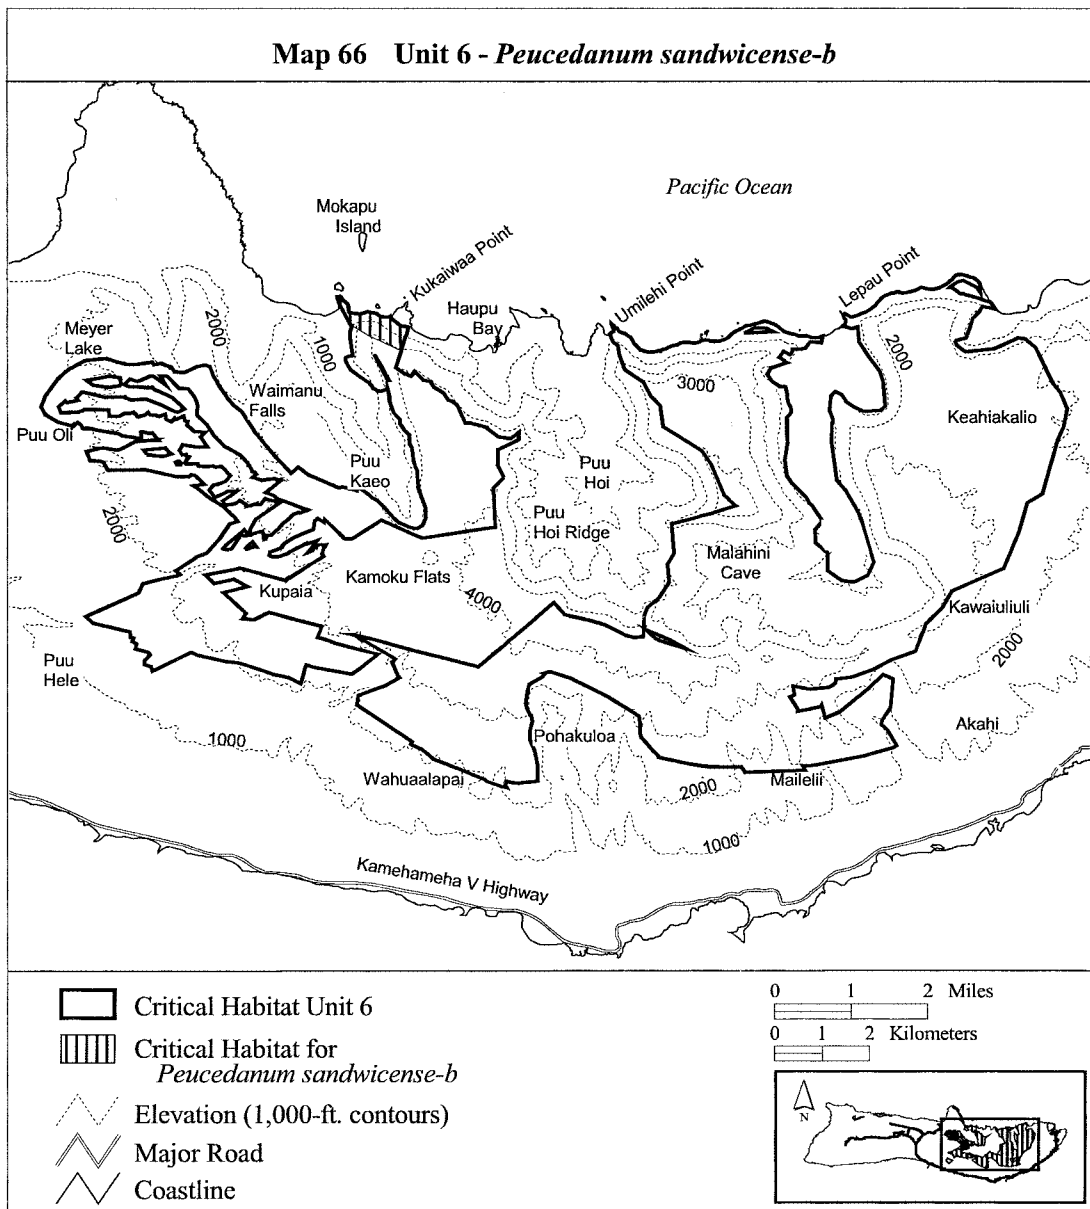 Map 66 Unit 6 - Peucedanum sandwicense-b
Pacific Ocean
Mokapu
Island
Kukaiwaa Point
Haupu
Bay
Umilehi Point
Lepau Point
Meyer
Lake
2000
1000
Waimanu
Falls
3000
2000
Keahiakalio
Puu Oli
Puu
Kaeo
Puu
Hoi
Puu
Hoi Ridge
2000
Malahini
Cave
Kupaia
Kamoku Flats
4000
Kawaiuliuli
2000
Puu
Hele
Akahi
1000
Pohakuloa
Wahuaalapai
Mailelii
2000
1000
Kamehameha V Highway
Critical Habitat Unit 6
Critical Habitat for
Peucedanum sandwicense-b
Elevation (1,000-ft. contours)
Major Road
Coastline
0 1 2 Miles
0 1 2 Kilometers
N